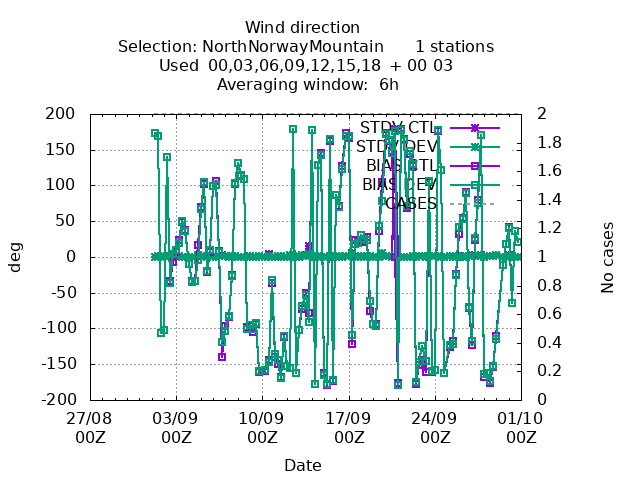 Wind direction
Selection: NorthNorwayMountain 1 stations
Used 00,03,06,09,12,15,18 + 00 03
Averaging window: 6h
200
150
100
50
0
-50
-100
-150
-200
deg
2
1.8
1.6
1.4
1.2
1
0.8
0.6
0.4
0.2
0
No cases
STDV CTL
STDV DEV
BIAS CTL
BIAS DEV
CASES
27/08 03/09 10/09 17/09 24/09 01/10
00Z 00Z 00Z 00Z 00Z 00Z
Date